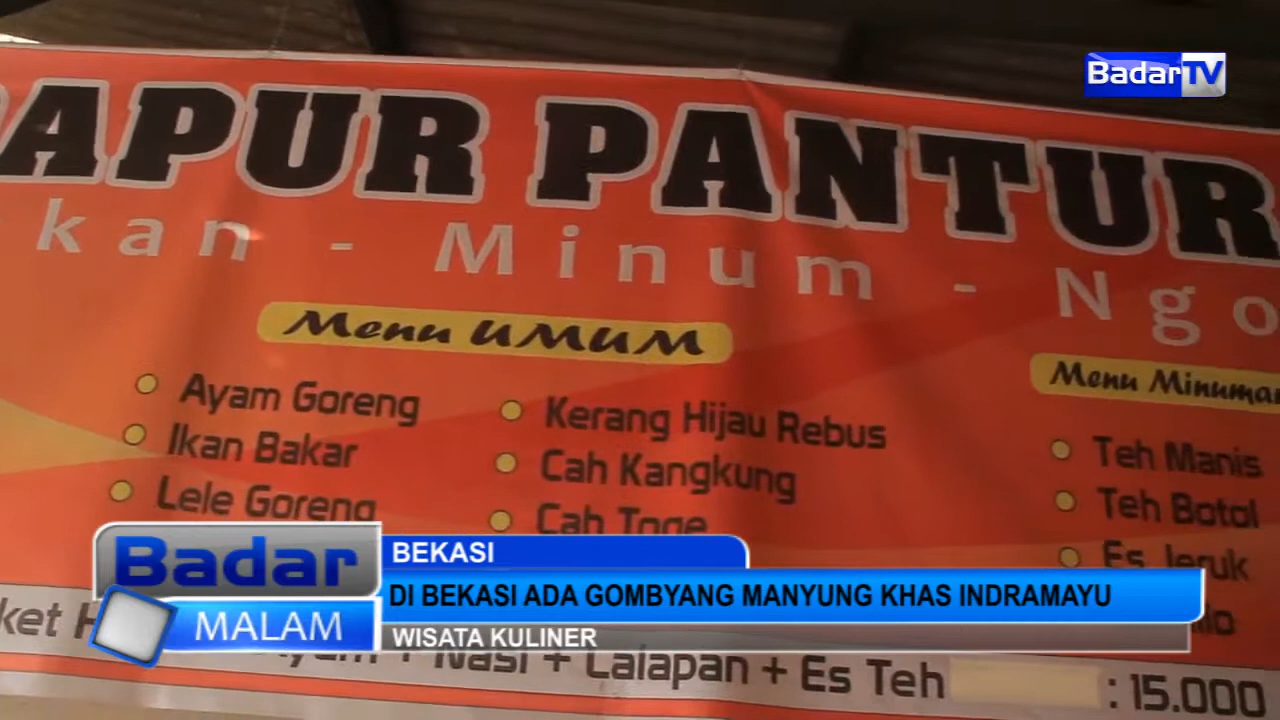 BadarTV
APUR PANTUR
kan - Minum - Ngo
Menu UMUM
Menu Minuman
Ayam Goreng
Ikan Bakar
Lele Goreng
Kerang Hijau Rebus
Cah Kangkung
Cah Toge
Teh Manis
Teh Botol
Es Jeruk
Badar
MALAM
BEKASI
DI BEKASI ADA GOMBYANG MANYUNG KHAS INDRAMAYU
WISATA KULINER
ket
Ayam + Nasi + Lalapan + Es Teh : 15.000